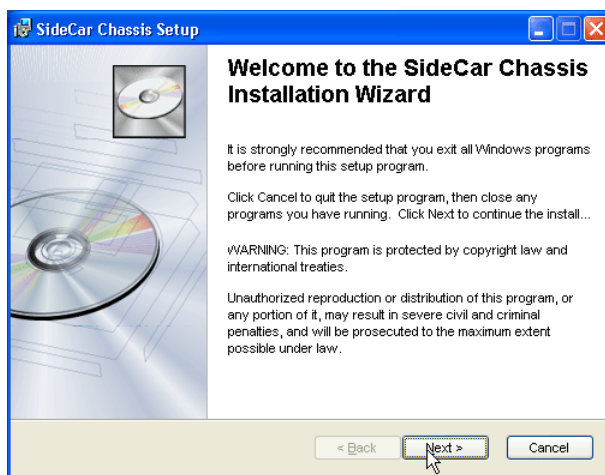 SideCar Chassis Setup
Welcome to the SideCar Chassis
Installation Wizard
It is strongly recommended that you exit all Windows programs
before running this setup program.
Click Cancel to quit the setup program, then close any
programs you have running. Click Next to continue the install...
WARNING: This program is protected by copyright law and
international treaties.
Unauthorized reproduction or distribution of this program, or
any portion of it, may result in severe civil and criminal
penalties, and will be prosecuted to the maximum extent
possible under law.
< Back Next > Cancel